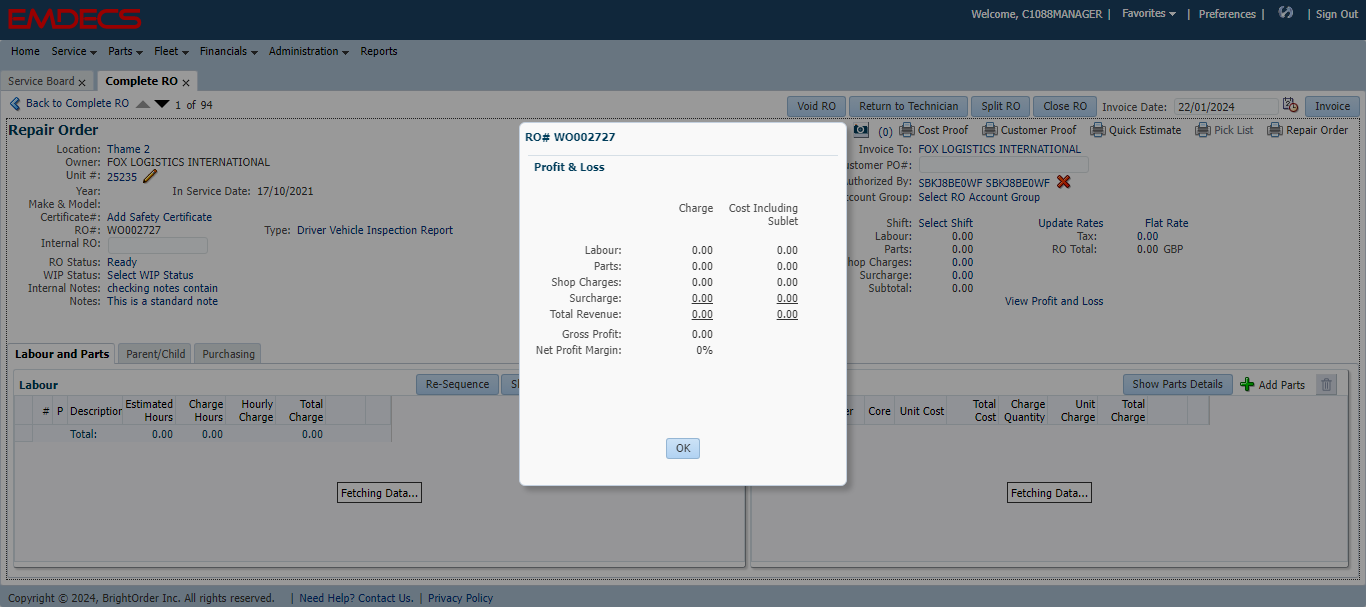 EMDECS
Welcome, C1088MANAGER | Favorites | Preferences | | Sign Out
Home Service Parts Fleet Financials Administration Reports
Service Board x Complete RO x
Back to Complete RO 1 of 94 Void RO Return to Technician Split RO Close RO Invoice Date: 22/01/2024 Invoice
Repair Order (0) Cost Proof Customer Proof Quick Estimate Pick List Repair Order
Location: Thame 2 Invoice To: FOX LOGISTICS INTERNATIONAL
Owner: FOX LOGISTICS INTERNATIONAL ustomer PO#:
Unit #: 25235 uthorized By: SBKJ8BE0WF SBKJ8BE0WF
Year: In Service Date: 17/10/2021 count Group: Select RO Account Group
Make & Model:
Certificate#: Add Safety Certificate Shift: Select Shift Update Rates Flat Rate
RO#: WO002727 Type: Driver Vehicle Inspection Report Labour: 0.00 Tax: 0.00
Internal RO: Parts: 0.00 RO Total: 0.00 GBP
RO Status: Ready hop Charges: 0.00
WIP Status: Select WIP Status Surcharge: 0.00
Internal Notes: checking notes contain Subtotal: 0.00
Notes: This is a standard note View Profit and Loss
RO# WO002727
Profit & Loss
Charge Cost Including
Sublet
Labour: 0.00 0.00
Parts: 0.00 0.00
Shop Charges: 0.00 0.00
Surcharge: 0.00 0.00
Total Revenue: 0.00 0.00
Gross Profit: 0.00
Net Profit Margin: 0%
OK
Labour and Parts Parent/Child Purchasing
Labour Re-Sequence Sh Show Parts Details Add Parts
# P Description Estimated Hours Charge Hours Hourly Charge Total Charge er Core Unit Cost Total Cost Charge Quantity Unit Charge Total Charge
Total: 0.00 0.00 0.00
Fetching Data... Fetching Data...
Copyright © 2024, BrightOrder Inc. All rights reserved. | Need Help? Contact Us. | Privacy Policy